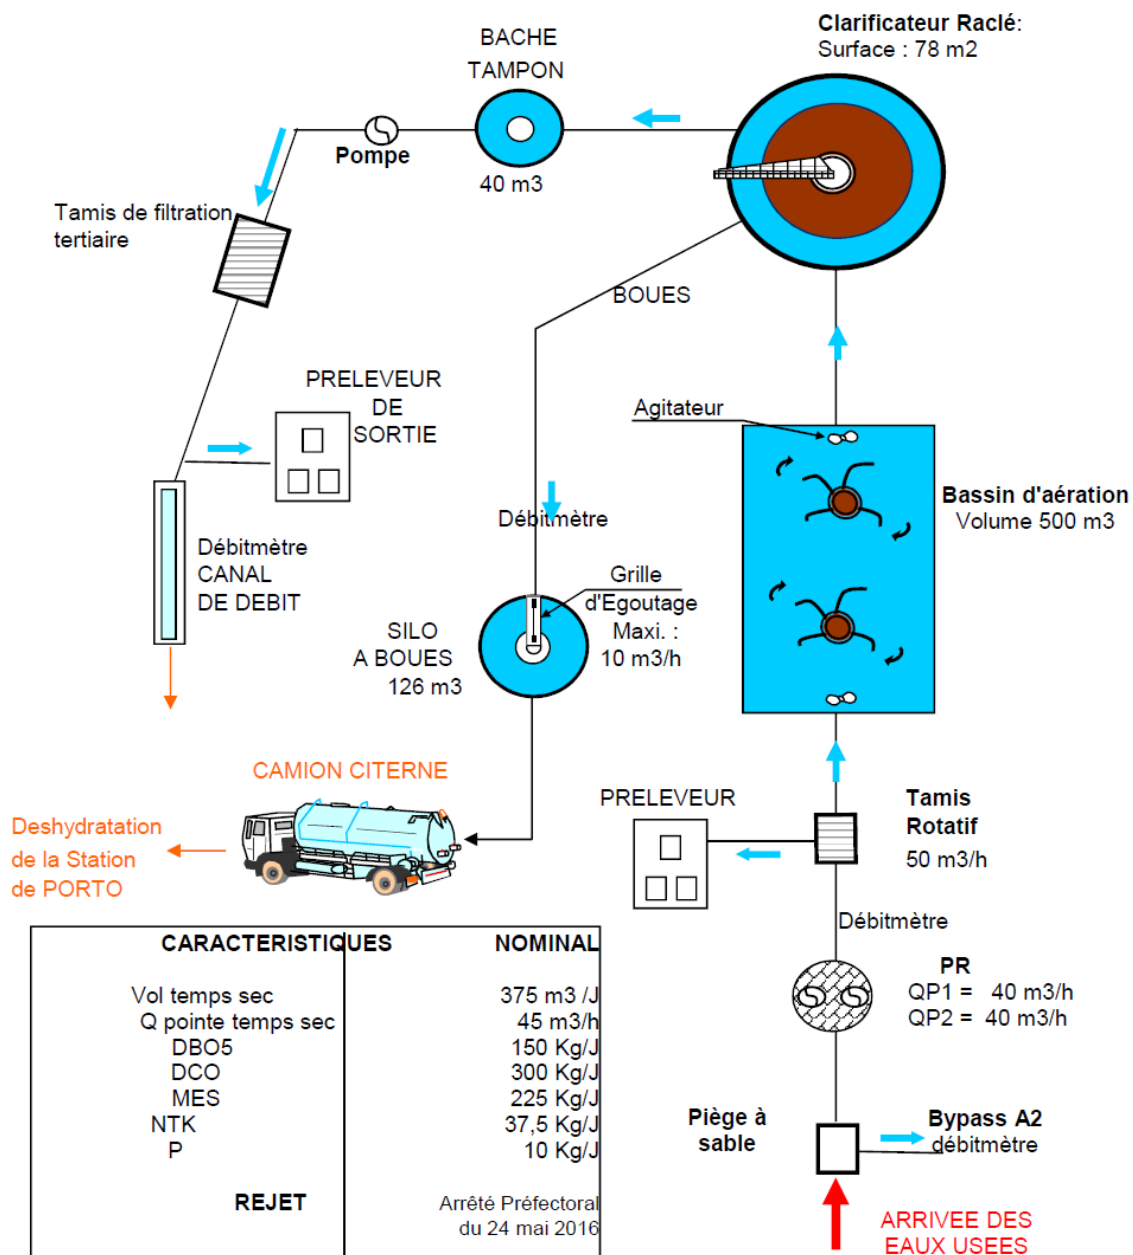 Clarificateur Raclé:
Surface : 78 m2
BACHE
TAMPON
Pompe
40 m3
Tamis de filtration
tertiaire
BOUES
PRELEVEUR
DE
SORTIE
Agitateur
Bassin d'aération
Volume 500 m3
Débitmètre
Débitmètre
CANAL
DE DEBIT
Grille
d'Egoutage
Maxi. :
10 m3/h
SILO
A BOUES
126 m3
CAMION CITERNE
Deshydratation
de la Station
de PORTO
PRELEVEUR
Tamis
Rotatif
50 m3/h
Débitmètre
PR
QP1 = 40 m3/h
QP2 = 40 m3/h
Piège à
sable
Bypass A2
débitmètre
ARRIVEE DES
EAUX USEES
CARACTERISTIQUES NOMINAL
Vol temps sec 375 m3 /J
Q pointe temps sec 45 m3/h
DBO5 150 Kg/J
DCO 300 Kg/J
MES 225 Kg/J
NTK 37,5 Kg/J
P 10 Kg/J
REJET Arrêté Préfectoral
du 24 mai 2016